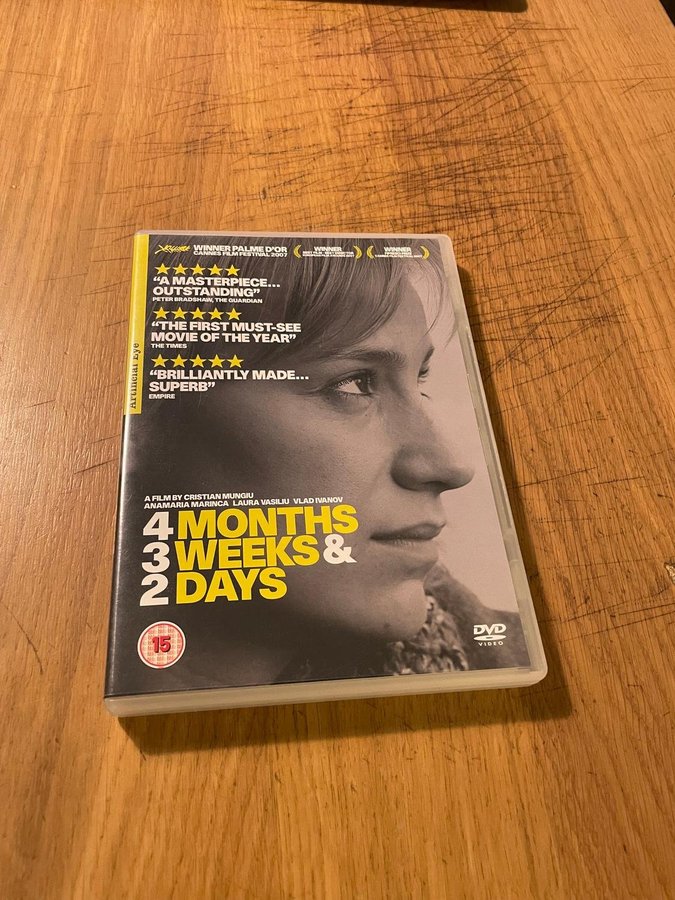 WINNER PALME D'OR
CANNES FILM FESTIVAL 2007
WINNER
WINNER
"A MASTERPIECE...
OUTSTANDING"
PETER BRADSHAW, THE GUARDIAN
"THE FIRST MUST-SEE
MOVIE OF THE YEAR"
THE TIMES
"BRILLIANTLY MADE...
SUPERB"
EMPIRE
Artificial Eye
A FILM BY CRISTIAN MUNGIU
ANAMARIA MARINCA LAURA VASILIU VLAD IVANOV
4 MONTHS
3 WEEKS &
2 DAYS
15
DVD
VIDEO